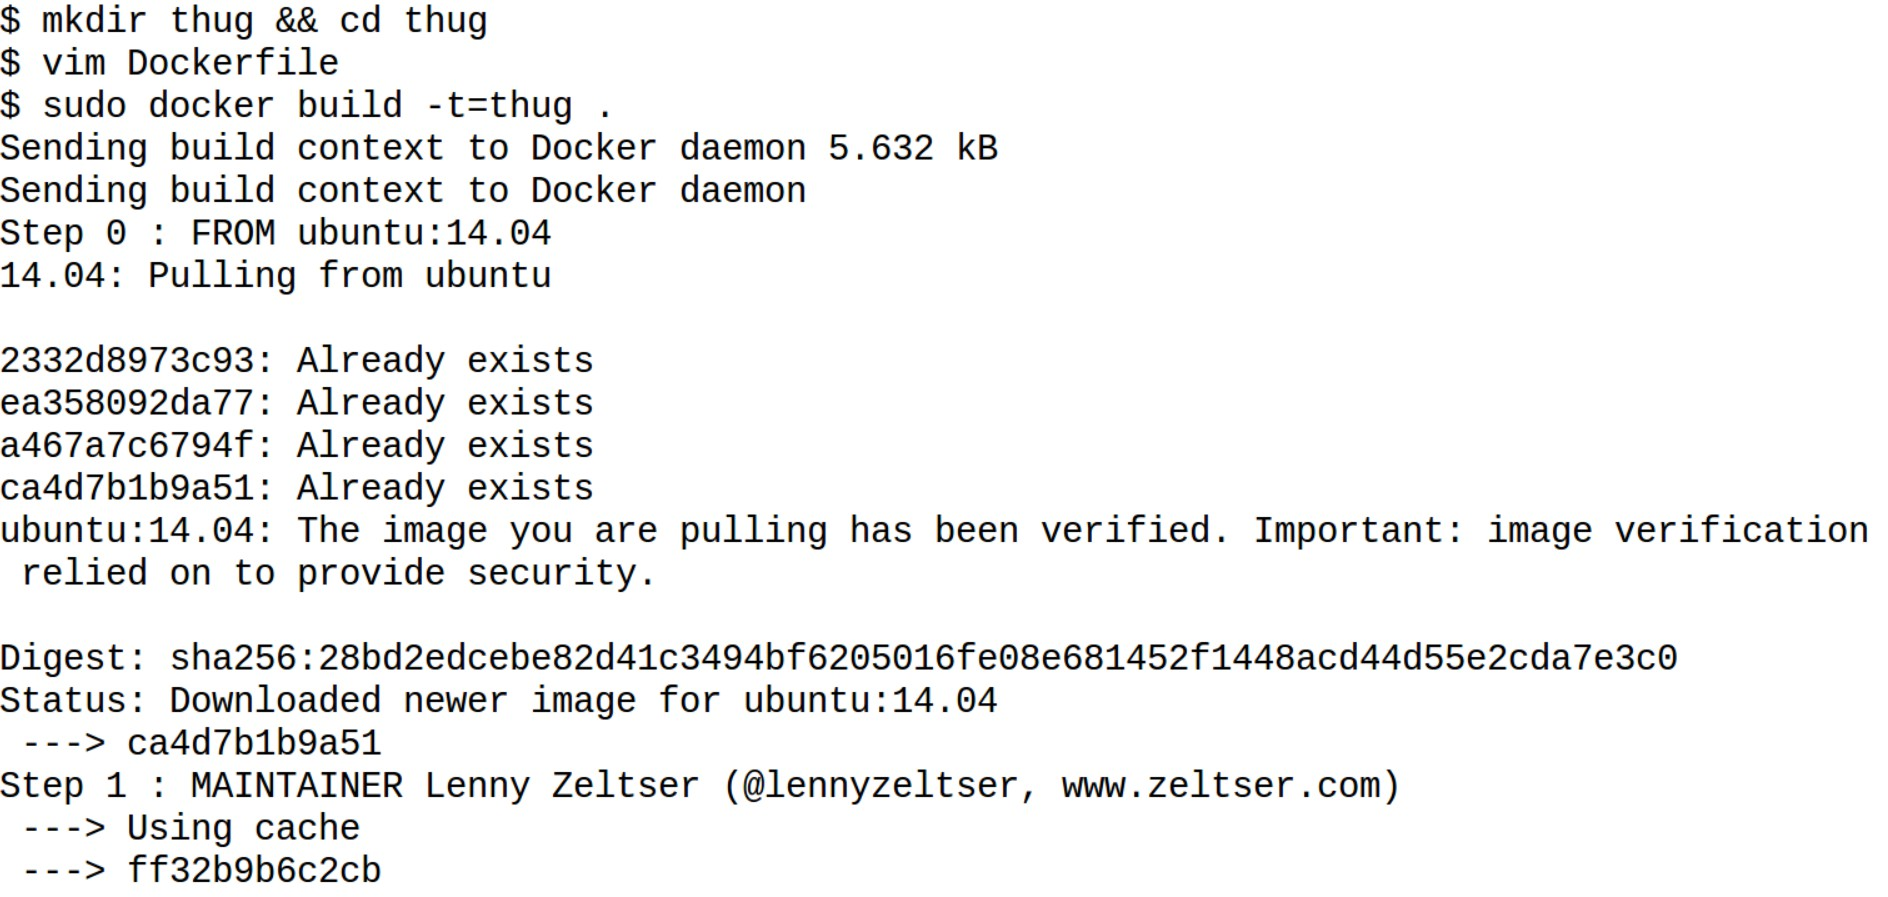 $ mkdir thug && cd thug
$ vim Dockerfile
$ sudo docker build -t=thug .
Sending build context to Docker daemon 5.632 kB
Sending build context to Docker daemon
Step 0 : FROM ubuntu:14.04
14.04: Pulling from ubuntu
2332d8973c93: Already exists
ea358092da77: Already exists
a467a7c6794f: Already exists
ca4d7b1b9a51: Already exists
ubuntu:14.04: The image you are pulling has been verified. Important: image verification
 relied on to provide security.
Digest: sha256:28bd2edcebe82d41c3494bf6205016fe08e681452f1448acd44d55e2cda7e3c0
Status: Downloaded newer image for ubuntu:14.04
 ---> ca4d7b1b9a51
Step 1 : MAINTAINER Lenny Zeltser (@lennyzeltser, www.zeltser.com)
 ---> Using cache
 ---> ff32b9b6c2cb